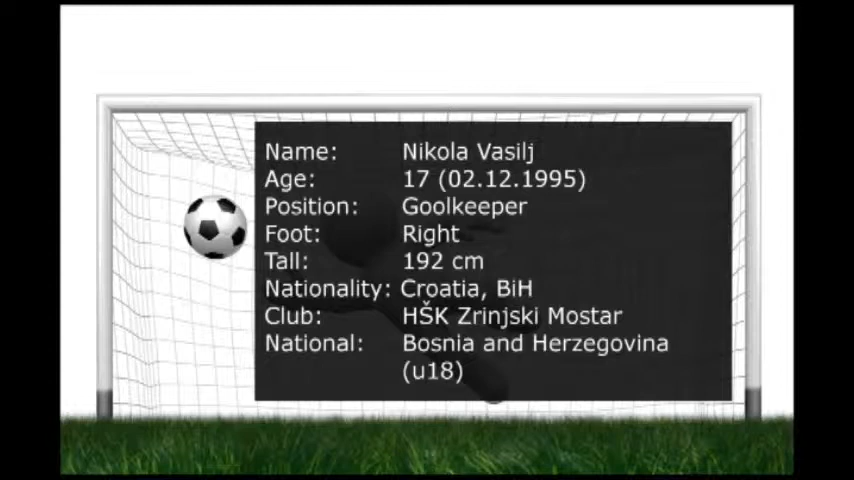 Name: Nikola Vasilj
Age: 17 (02.12.1995)
Position: Goolkeeper
Foot: Right
Tall: 192 cm
Nationality: Croatia, BiH
Club: HŠK Zrinjski Mostar
National: Bosnia and Herzegovina
(u18)